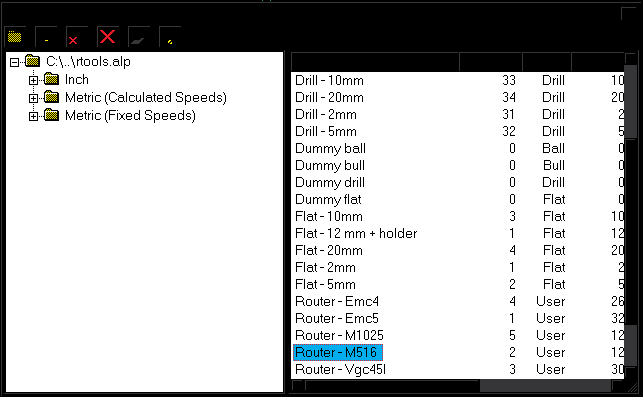 C:\..\rtools.alp
Inch
Metric (Calculated Speeds)
Metric (Fixed Speeds)
Drill - 10mm 33 Drill 10
Drill - 20mm 34 Drill 20
Drill - 2mm 31 Drill 2
Drill - 5mm 32 Drill 5
Dummy ball 0 Ball 0
Dummy bull 0 Bull 0
Dummy drill 0 Drill 0
Dummy flat 0 Flat 0
Flat - 10mm 3 Flat 10
Flat - 12 mm + holder 1 Flat 12
Flat - 20mm 4 Flat 20
Flat - 2mm 1 Flat 2
Flat - 5mm 2 Flat 5
Router - Emc4 4 User 26
Router - Emc5 1 User 32
Router - M1025 5 User 12
Router - M516 2 User 12
Router - Vgc45l 3 User 30